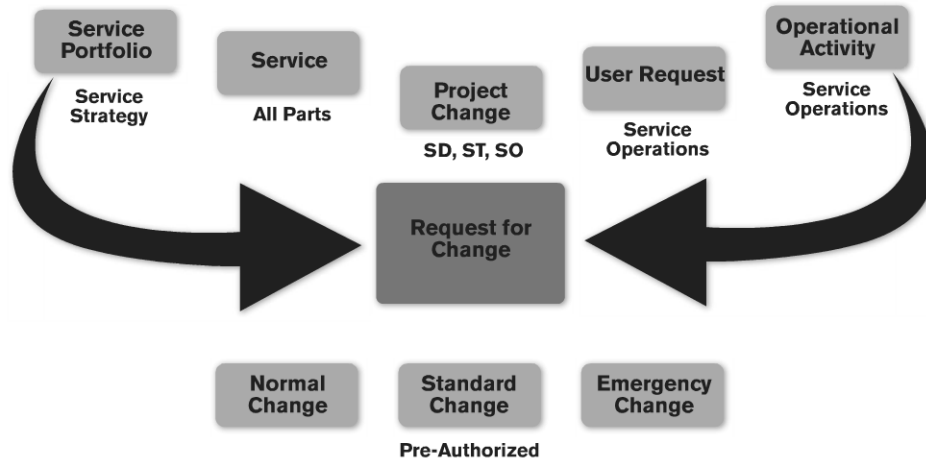 Service
Portfolio
Service
Strategy
Service
All Parts
Project
Change
SD, ST, SO
User Request
Service
Operations
Operational
Activity
Service
Operations
Request for
Change
Normal
Change
Standard
Change
Pre-Authorized
Emergency
Change